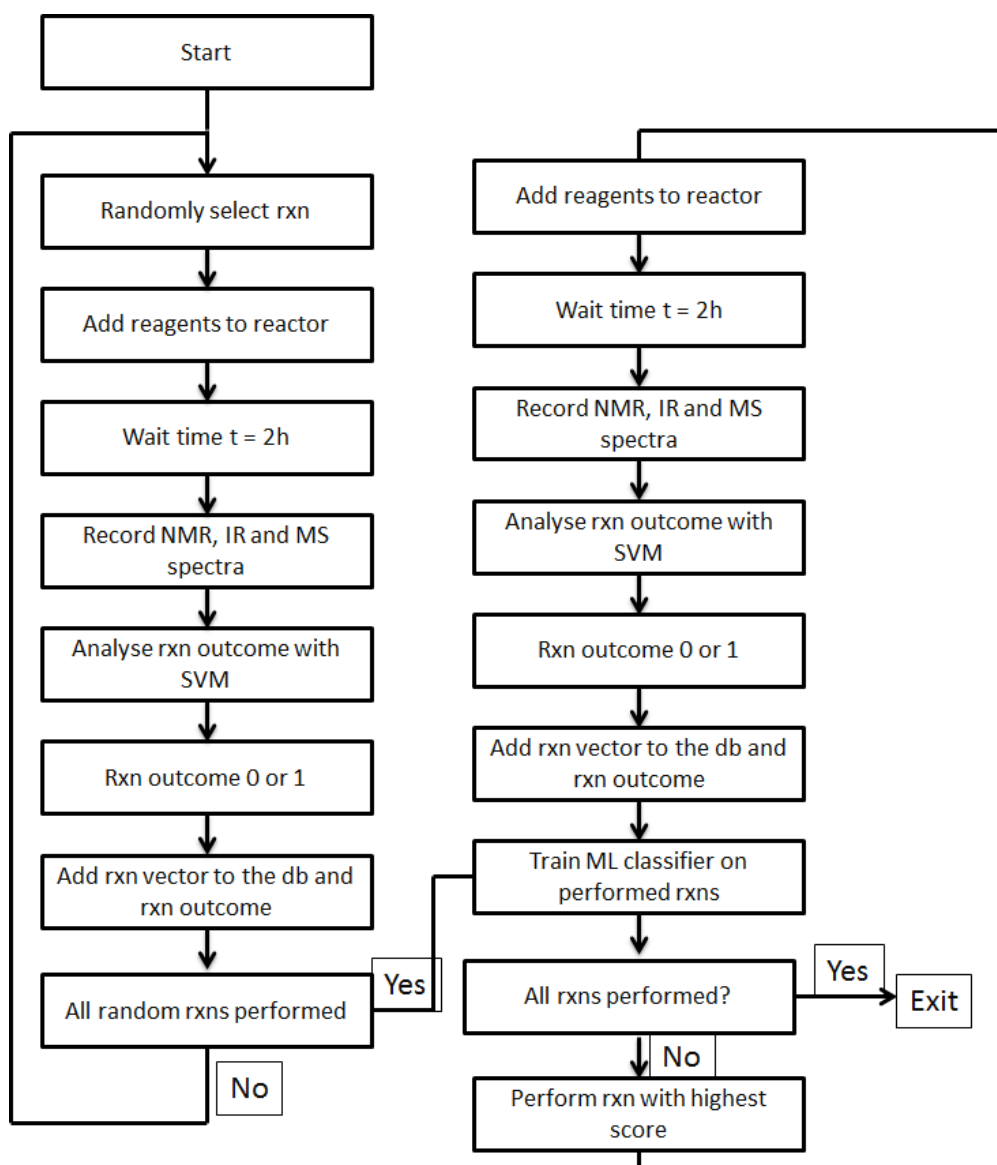 Start
Randomly select rxn
Add reagents to reactor
Wait time t = 2h
Record NMR, IR and MS
spectra
Analyse rxn outcome with
SVM
Rxn outcome 0 or 1
Add rxn vector to the db and
rxn outcome
All random rxns performed
Yes
No
Add reagents to reactor
Wait time t = 2h
Record NMR, IR and MS
spectra
Analyse rxn outcome with
SVM
Rxn outcome 0 or 1
Add rxn vector to the db and
rxn outcome
Train ML classifier on
performed rxns
All rxns performed?
Yes
Exit
No
Perform rxn with highest
score